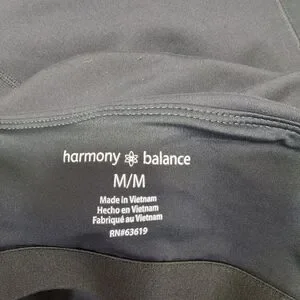 harmony balance
M/M
Made in Vietnam
Hecho en Vietnam
Fabriqué au Vietnam
RN#63619